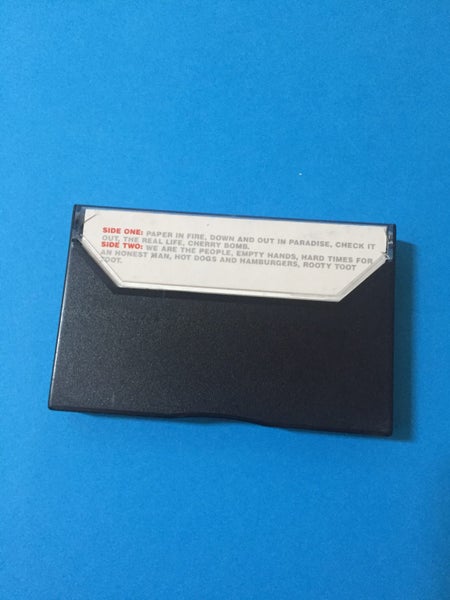 SIDE ONE: PAPER IN FIRE, DOWN AND OUT IN PARADISE, CHECK IT
OUT, THE REAL LIFE, CHERRY BOMB.
SIDE TWO: WE ARE THE PEOPLE, EMPTY HANDS, HARD TIMES FOR
AN HONEST MAN, HOT DOGS AND HAMBURGERS, ROOTY TOOT
TOOT.